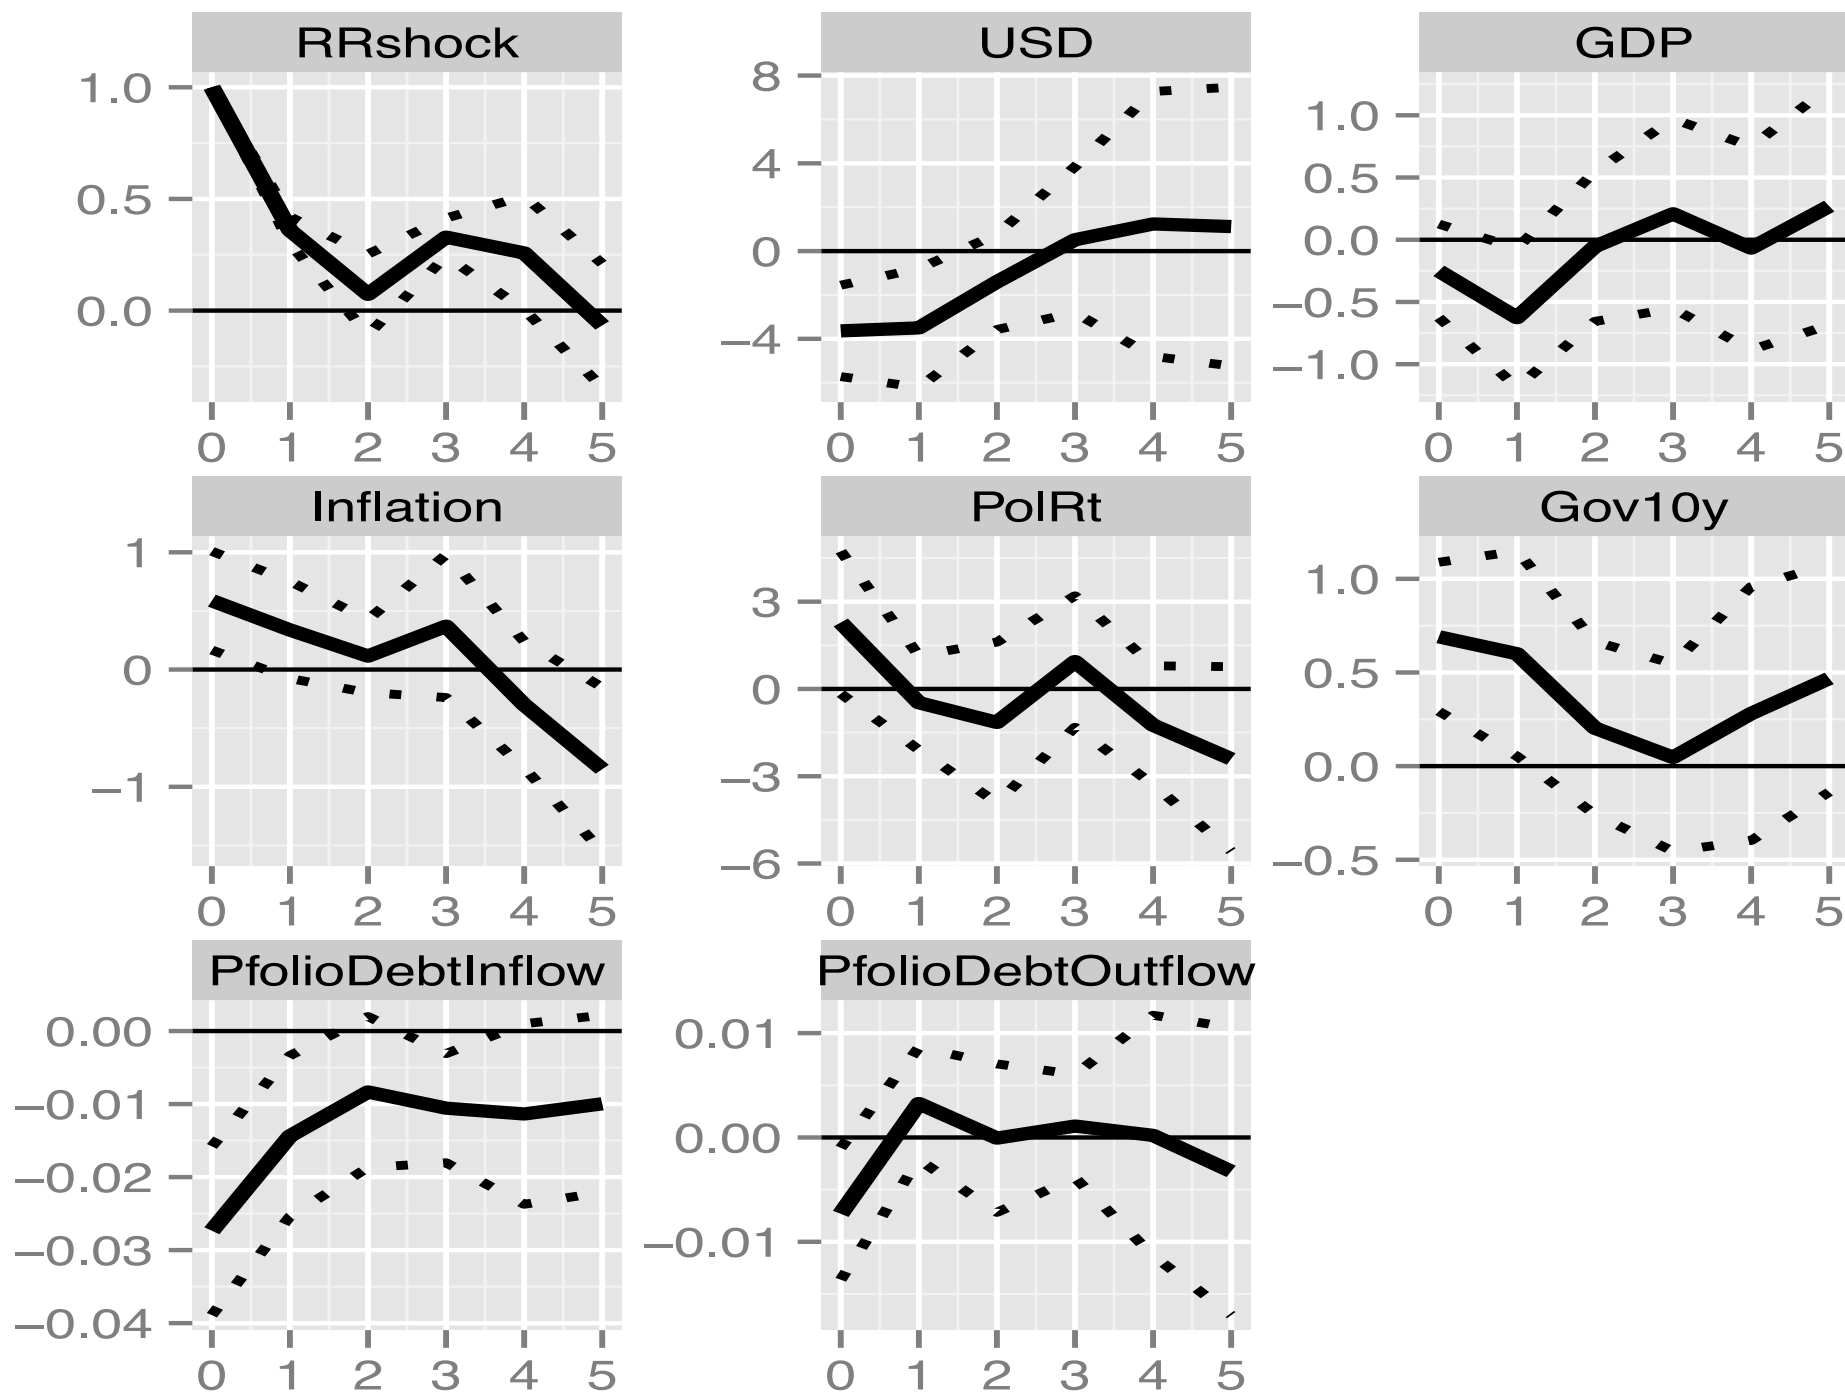 RRshock USD GDP
1.0 8 1.0
0.5 4 0.5
0.0 0 0.0
−4 −0.5
−1.0
0 1 2 3 4 5 0 1 2 3 4 5 0 1 2 3 4 5
Inflation PolRt Gov10y
1 3 1.0
0 0 0.5
−1 −3 0.0
−6 −0.5
0 1 2 3 4 5 0 1 2 3 4 5 0 1 2 3 4 5
PfolioDebtInflow PfolioDebtOutflow
0.00 0.01
−0.01 0.00
−0.02 −0.01
−0.03
−0.04
0 1 2 3 4 5 0 1 2 3 4 5